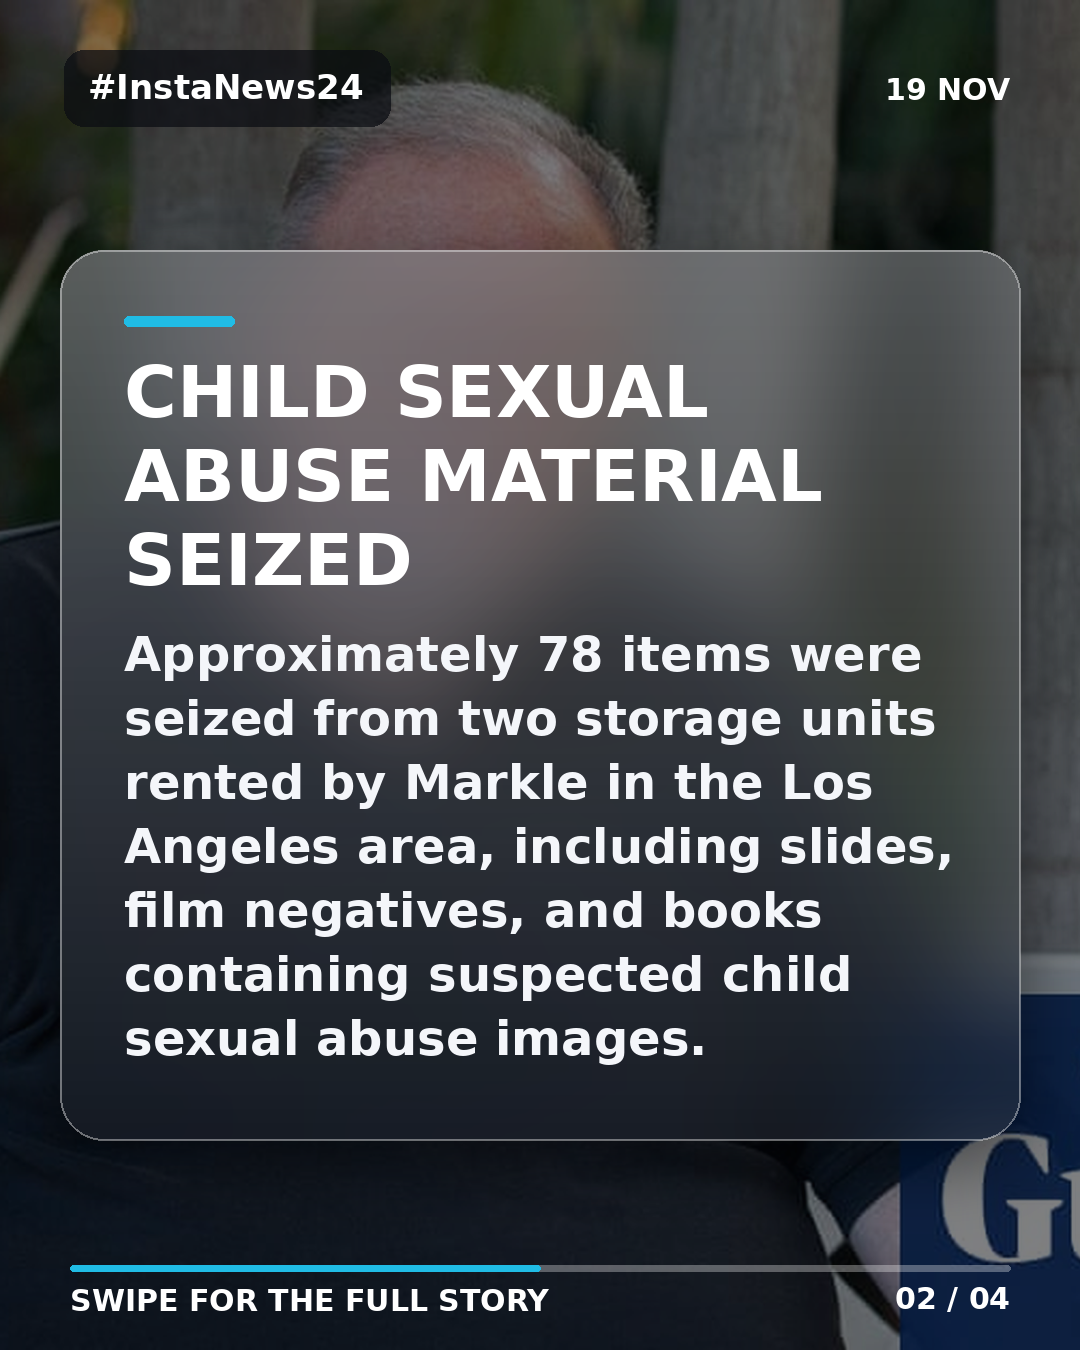 #InstaNews24
19 NOV
CHILD SEXUAL
ABUSE MATERIAL
SEIZED
Approximately 78 items were
seized from two storage units
rented by Markle in the Los
Angeles area, including slides,
film negatives, and books
containing suspected child
sexual abuse images.
G
SWIPE FOR THE FULL STORY
02 / 04